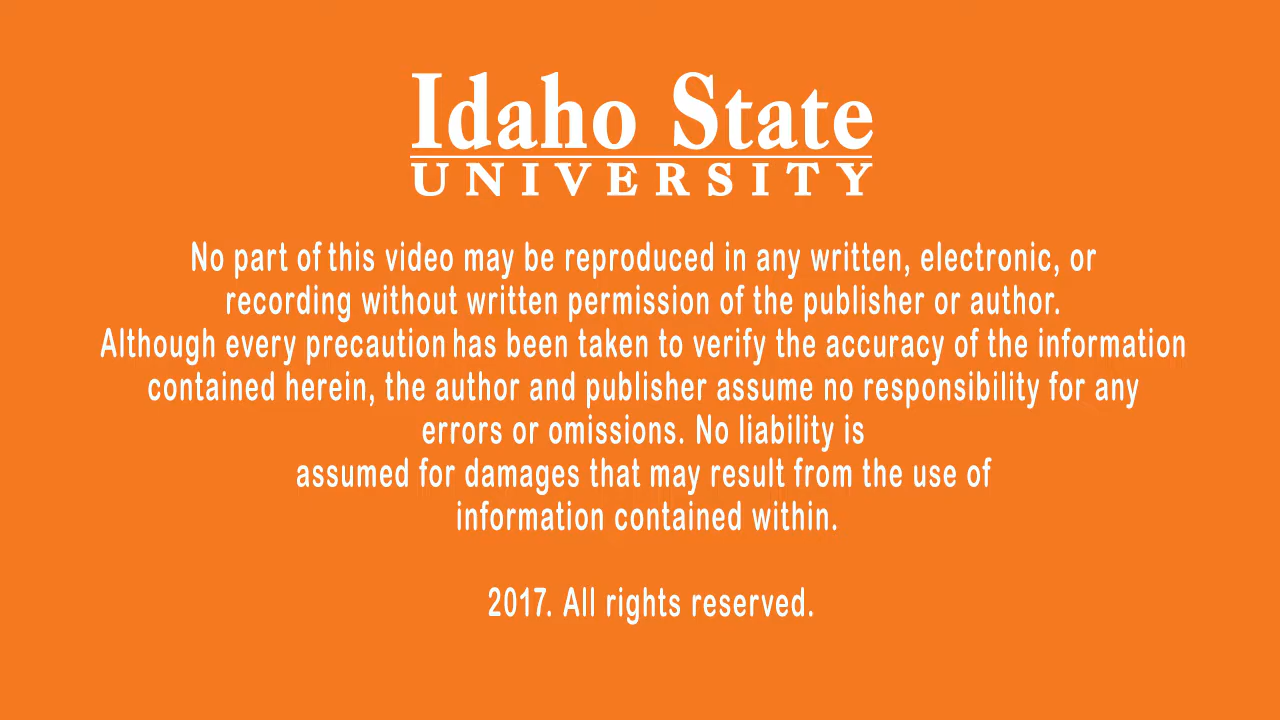 Idaho State
UNIVERSITY
No part of this video may be reproduced in any written, electronic, or
recording without written permission of the publisher or author.
Although every precaution has been taken to verify the accuracy of the information
contained herein, the author and publisher assume no responsibility for any
errors or omissions. No liability is
assumed for damages that may result from the use of
information contained within.
2017. All rights reserved.